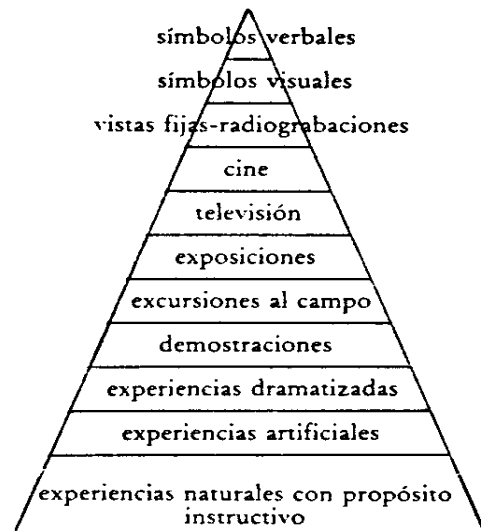 símbolos verbales
símbolos visuales
vistas fijas-radiograbaciones
cine
televisión
exposiciones
excursiones al campo
demostraciones
experiencias dramatizadas
experiencias artificiales
experiencias naturales con propósito
instructivo